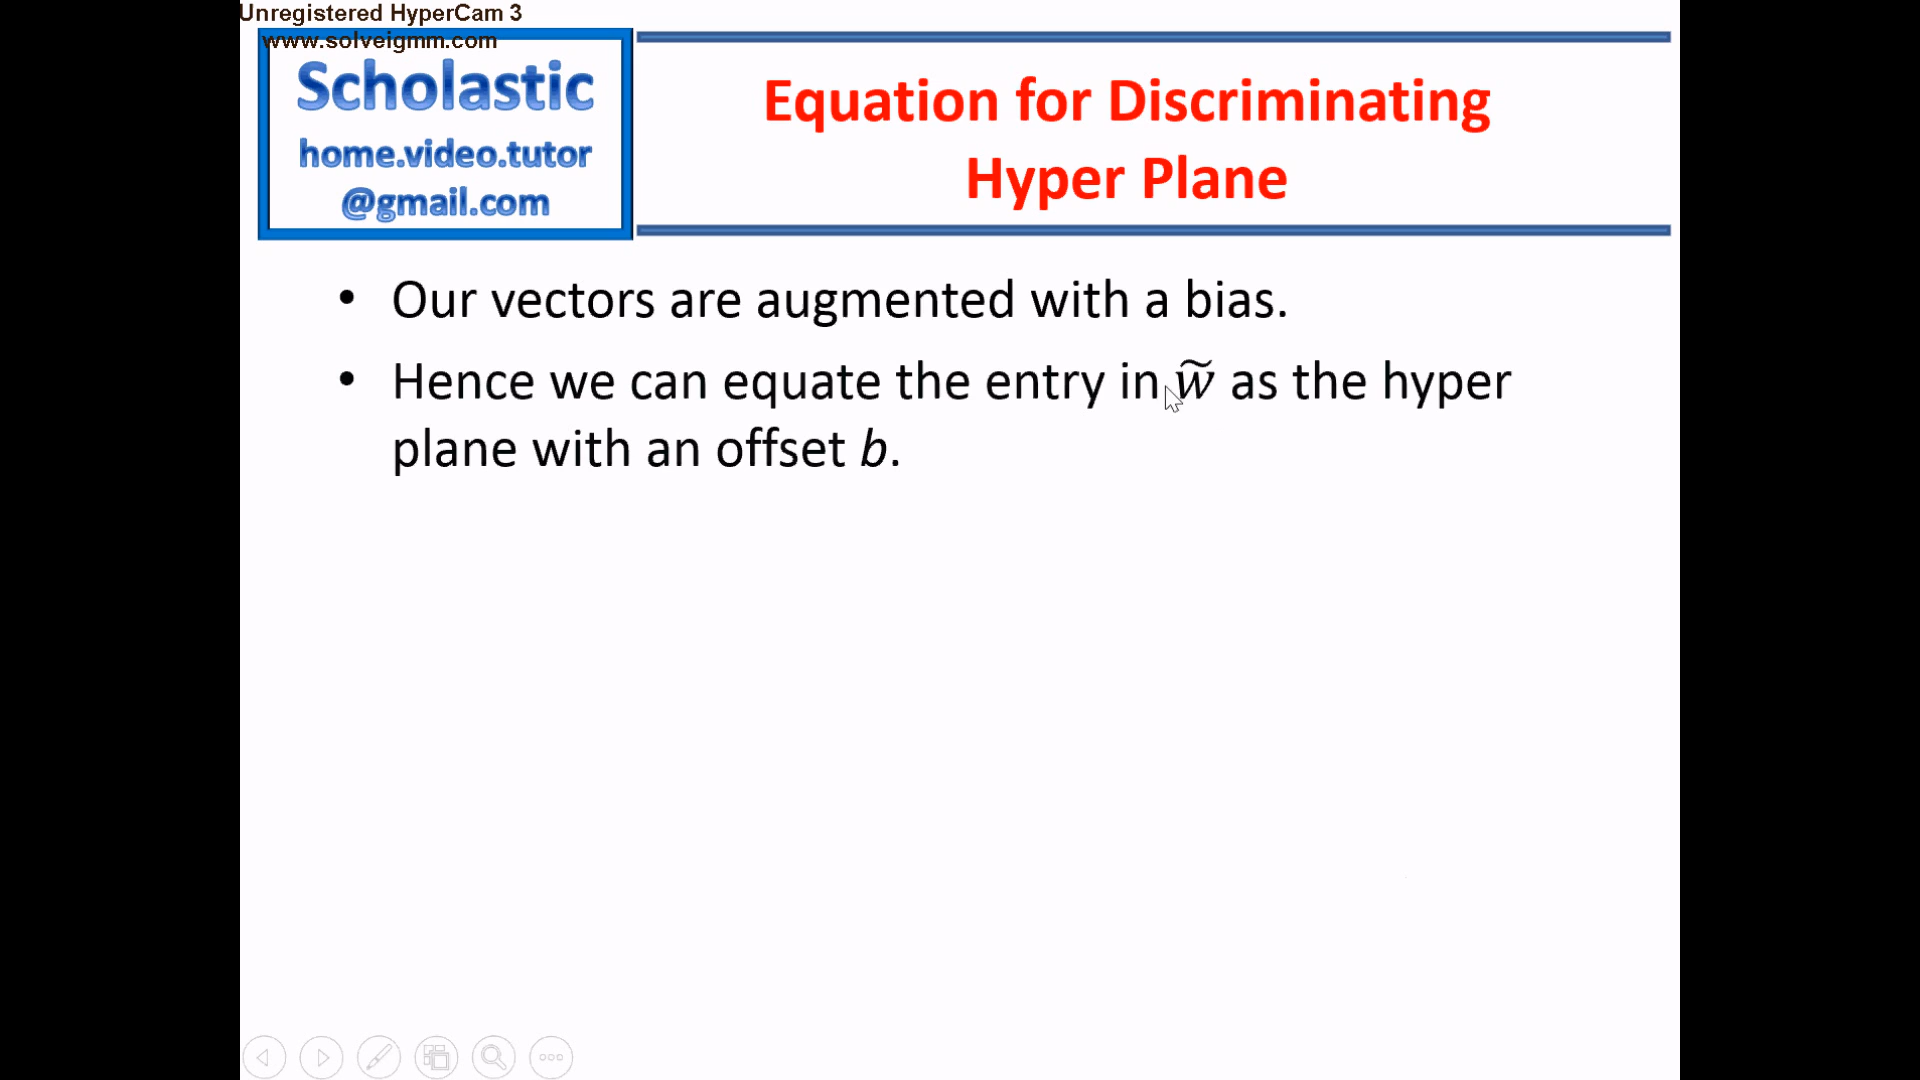 Unregistered HyperCam 3
www.solveigmm.com
Scholastic
home.video.tutor
@gmail.com
Equation for Discriminating
Hyper Plane
• Our vectors are augmented with a bias.
• Hence we can equate the entry in w̃ as the hyper
plane with an offset b.